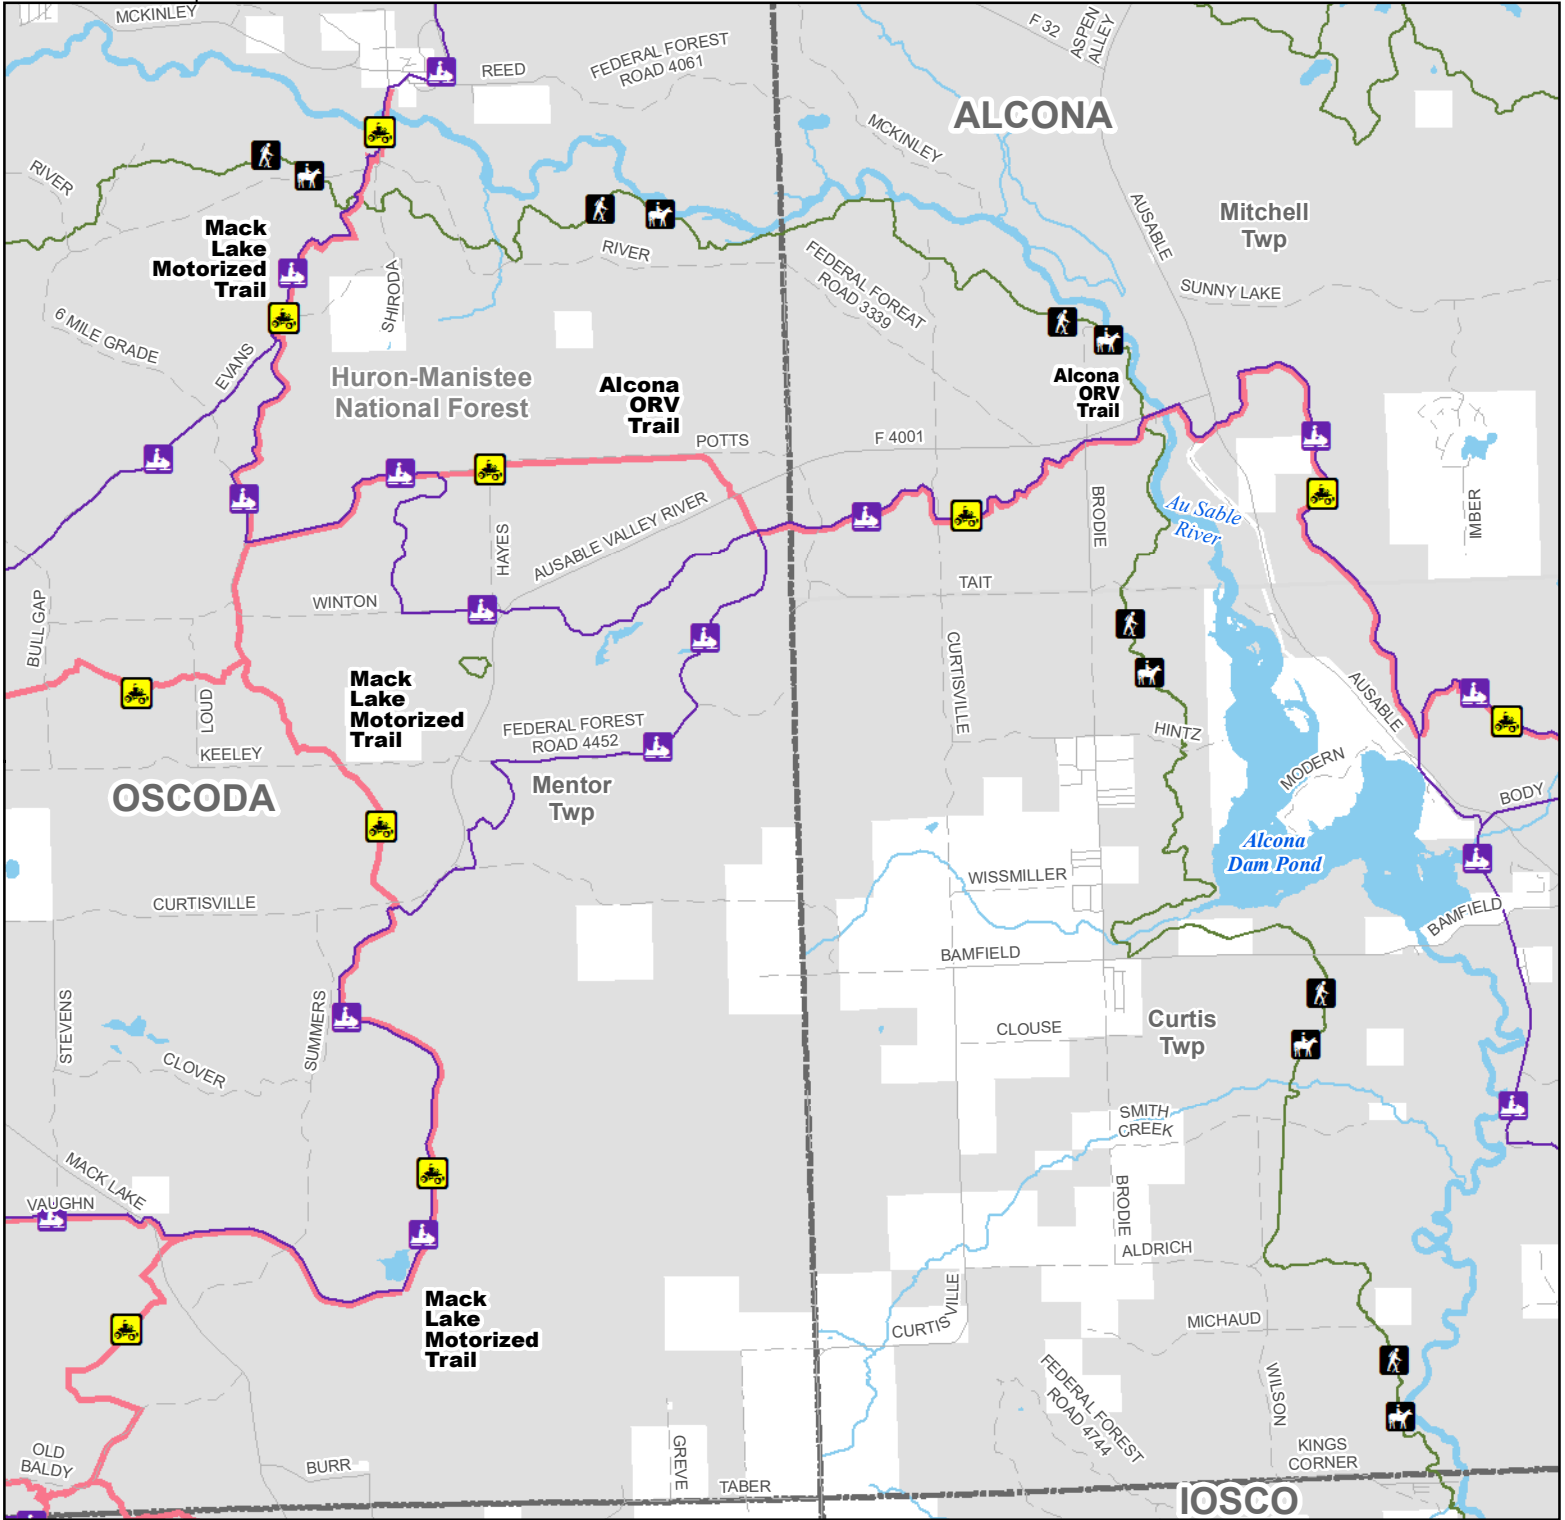 MCKINLEY
F 32
ASPEN
ALLEY
REED
FEDERAL FOREST
ROAD 4061
ALCONA
MCKINLEY
RIVER
AUSABLE
Mitchell
Twp
Mack
Lake
Motorized
Trail
RIVER
FEDERAL FOREAT
ROAD 3339
SUNNY LAKE
SHIRODA
6 MILE GRADE
EVANS
Huron-Manistee
National Forest
Alcona
ORV
Trail
Alcona
ORV
Trail
POTTS
F 4001
BRODIE
Au Sable
River
IMBER
HAYES
AUSABLE VALLEY RIVER
TAIT
WINTON
BULL GAP
CURTISVILLE
Mack
Lake
Motorized
Trail
LOUD
KEELEY
FEDERAL FOREST
ROAD 4452
HINTZ
AUSABLE
MODERN
BODY
OSCODA
Mentor
Twp
Alcona
Dam Pond
WISSMILLER
CURTISVILLE
BAMFIELD
BAMFIELD
STEVENS
SUMMERS
CLOUSE
Curtis
Twp
CLOVER
SMITH
CREEK
MACK LAKE
VAUGHN
BRODIE
ALDRICH
Mack
Lake
Motorized
Trail
CURTISVILLE
MICHAUD
FEDERAL FOREST
ROAD 4744
WILSON
OLD
BALDY
BURR
GREVE
TABER
KINGS
CORNER
IOSCO